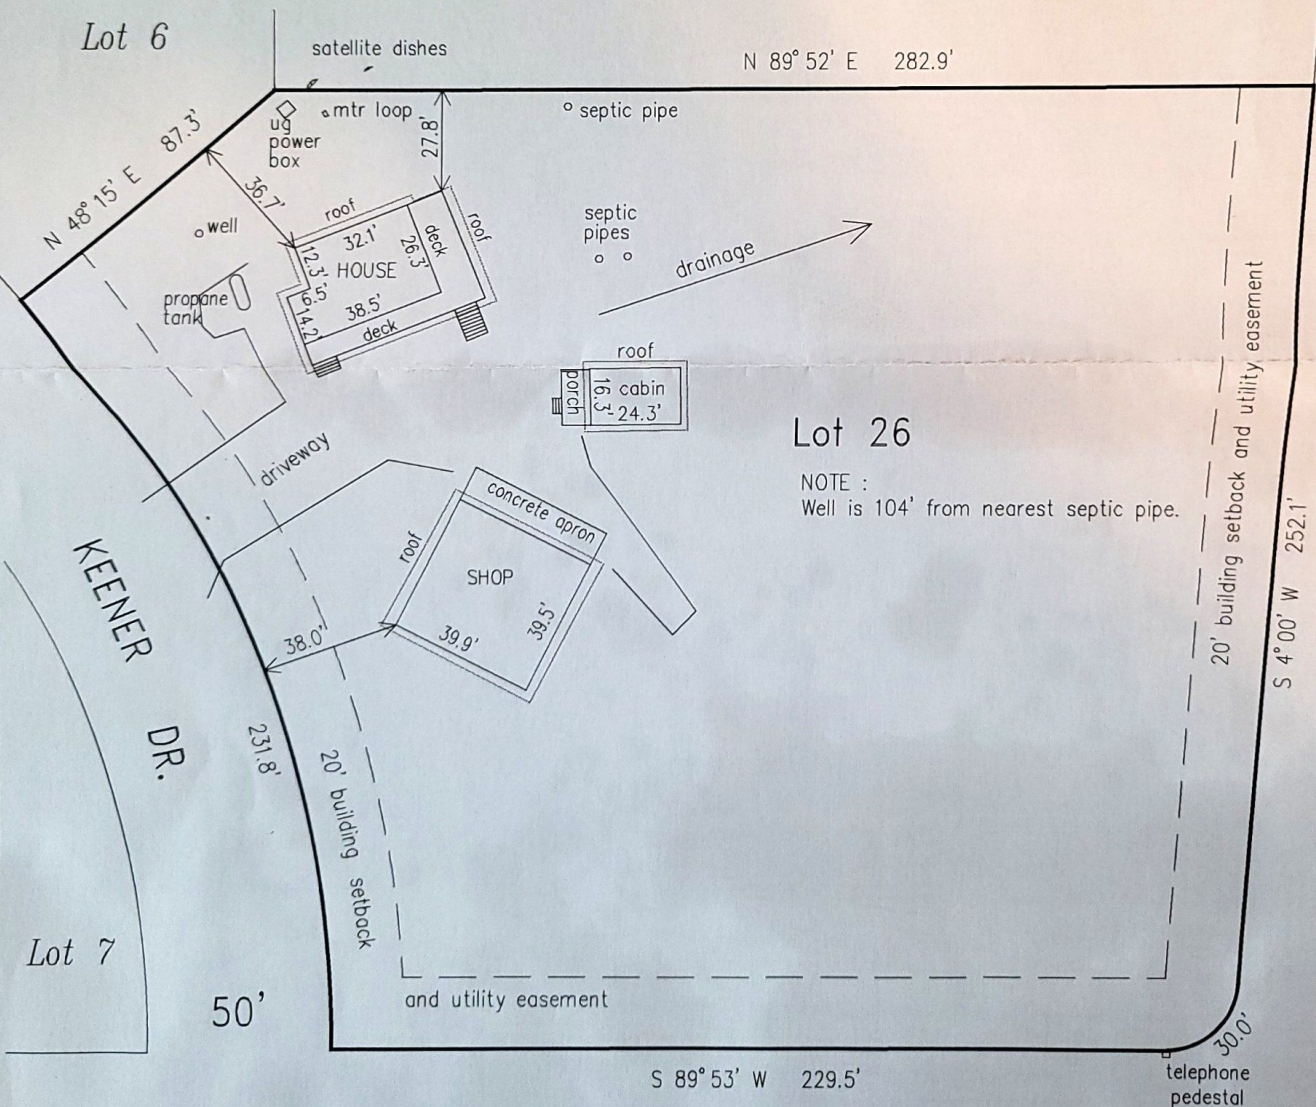 Lot 6
satellite dishes
N 89° 52' E 282.9'
mtr loop
septic pipe
ug
power
box
27.8'
N 48° 15' E 87.3'
36.7'
well
roof
roof
32.1'
deck
26.3'
12.3'
HOUSE
6.5'
38.5'
14.2'
deck
propane
tank
septic
pipes
drainage
roof
porch
16.3'
cabin
24.3'
Lot 26
NOTE :
Well is 104' from nearest septic pipe.
20' building setback and utility easement
S 4° 00' W 252.1'
driveway
concrete apron
roof
SHOP
39.5'
39.9'
38.0'
KEENER
DR.
231.8'
20' building setback
and utility easement
Lot 7
50'
S 89° 53' W 229.5'
30.0'
telephone
pedestal